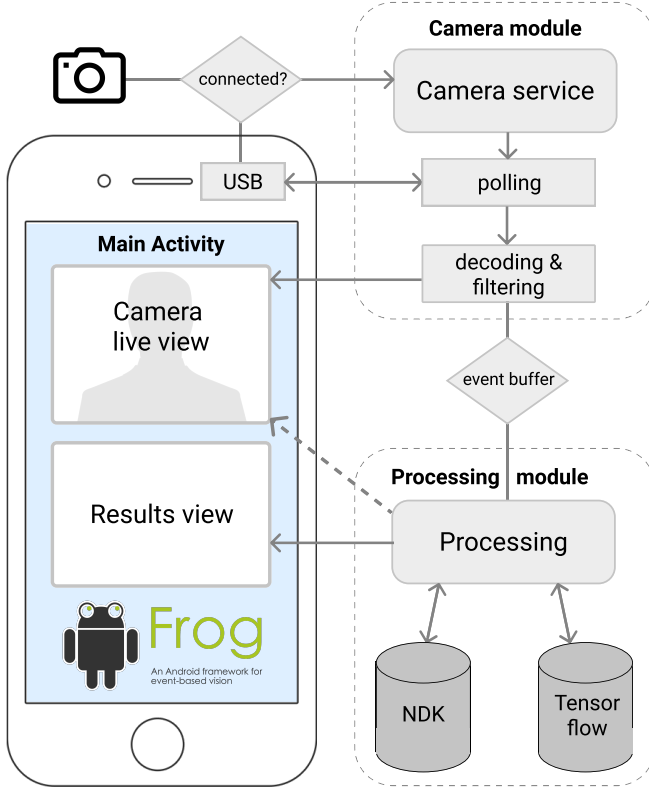 Camera module
connected?
Camera service
USB
polling
Main Activity
decoding &
filtering
Camera
live view
event buffer
Processing module
Results view
Processing
Frog
An Android framework for
event-based vision
NDK
Tensor
flow